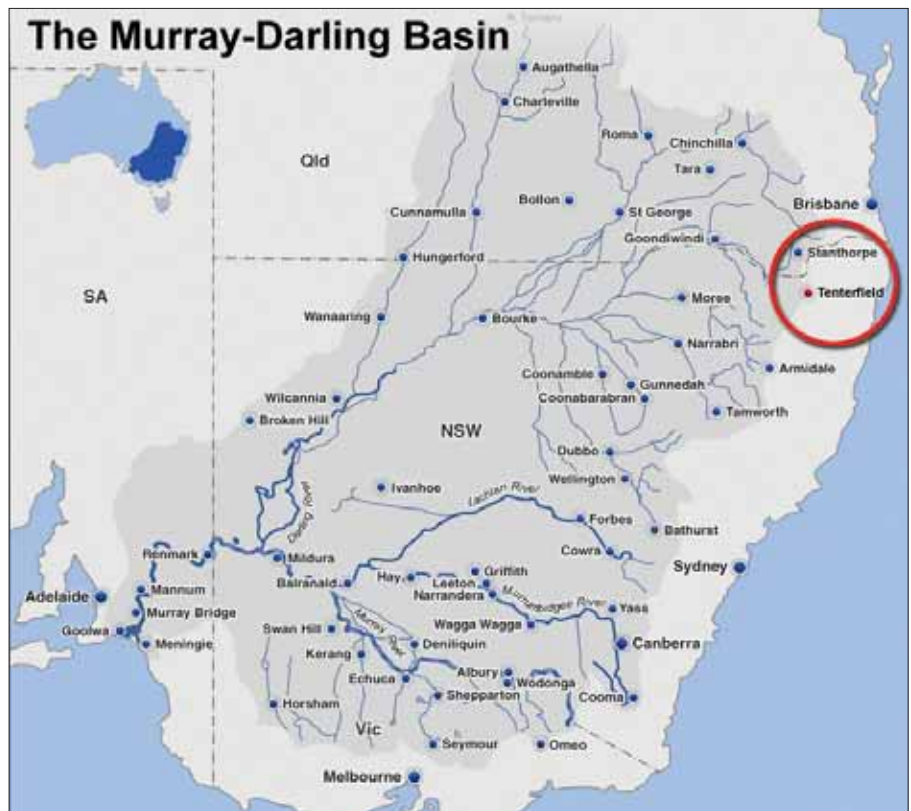 The Murray-Darling Basin
Augathella
Charleville
Roma
Chinchilla
Tara
Qld
Bollon
Brisbane
Cunnamulla
St George
Goondiwindi
Stanthorpe
Hungerford
SA
Tenterfield
Moree
Wanaaring
Bourke
Narrabri
Armidale
Coonamble
Gunnedah
Coonabarabran
Wilcannia
Tamworth
Broken Hill
NSW
Dubbo
Wellington
Ivanhoe
Darling River
Lachlan River
Forbes
Bathurst
Cowra
Renmark
Mildura
Sydney
Griffith
Hay
Leeton
Balranald
Narrandera
Mannum
Adelaide
Murrumbidgee River
Yass
Murray Bridge
Wagga Wagga
Goolwa
Swan Hill
Murray River
Deniliquin
Canberra
Meningie
Kerang
Albury
Echuca
Wodonga
Shepparton
Cooma
Horsham
Vic
Seymour
Omeo
Melbourne